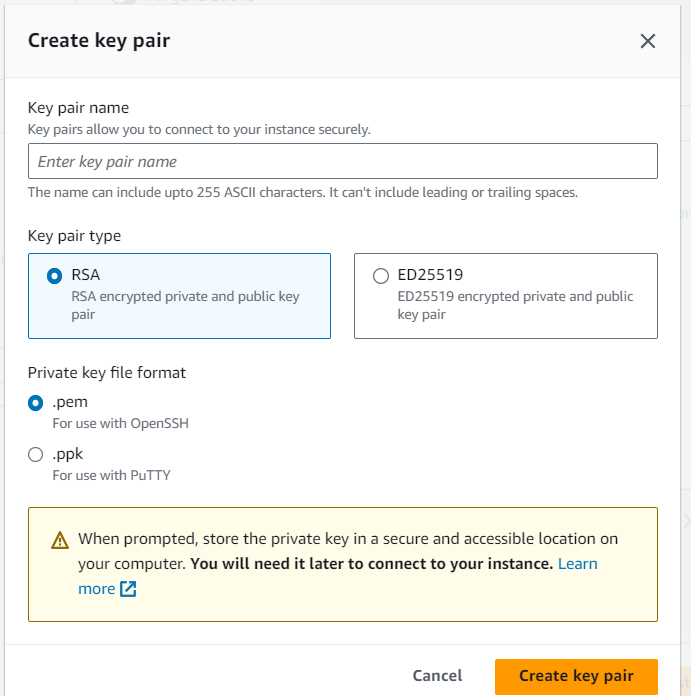 Create key pair
Key pair name
Key pairs allow you to connect to your instance securely.
Enter key pair name
The name can include upto 255 ASCII characters. It can't include leading or trailing spaces.
Key pair type
RSA
RSA encrypted private and public key
pair
ED25519
ED25519 encrypted private and public
key pair
Private key file format
.pem
For use with OpenSSH
.ppk
For use with PuTTY
When prompted, store the private key in a secure and accessible location on
your computer. You will need it later to connect to your instance. Learn
more
Cancel
Create key pair